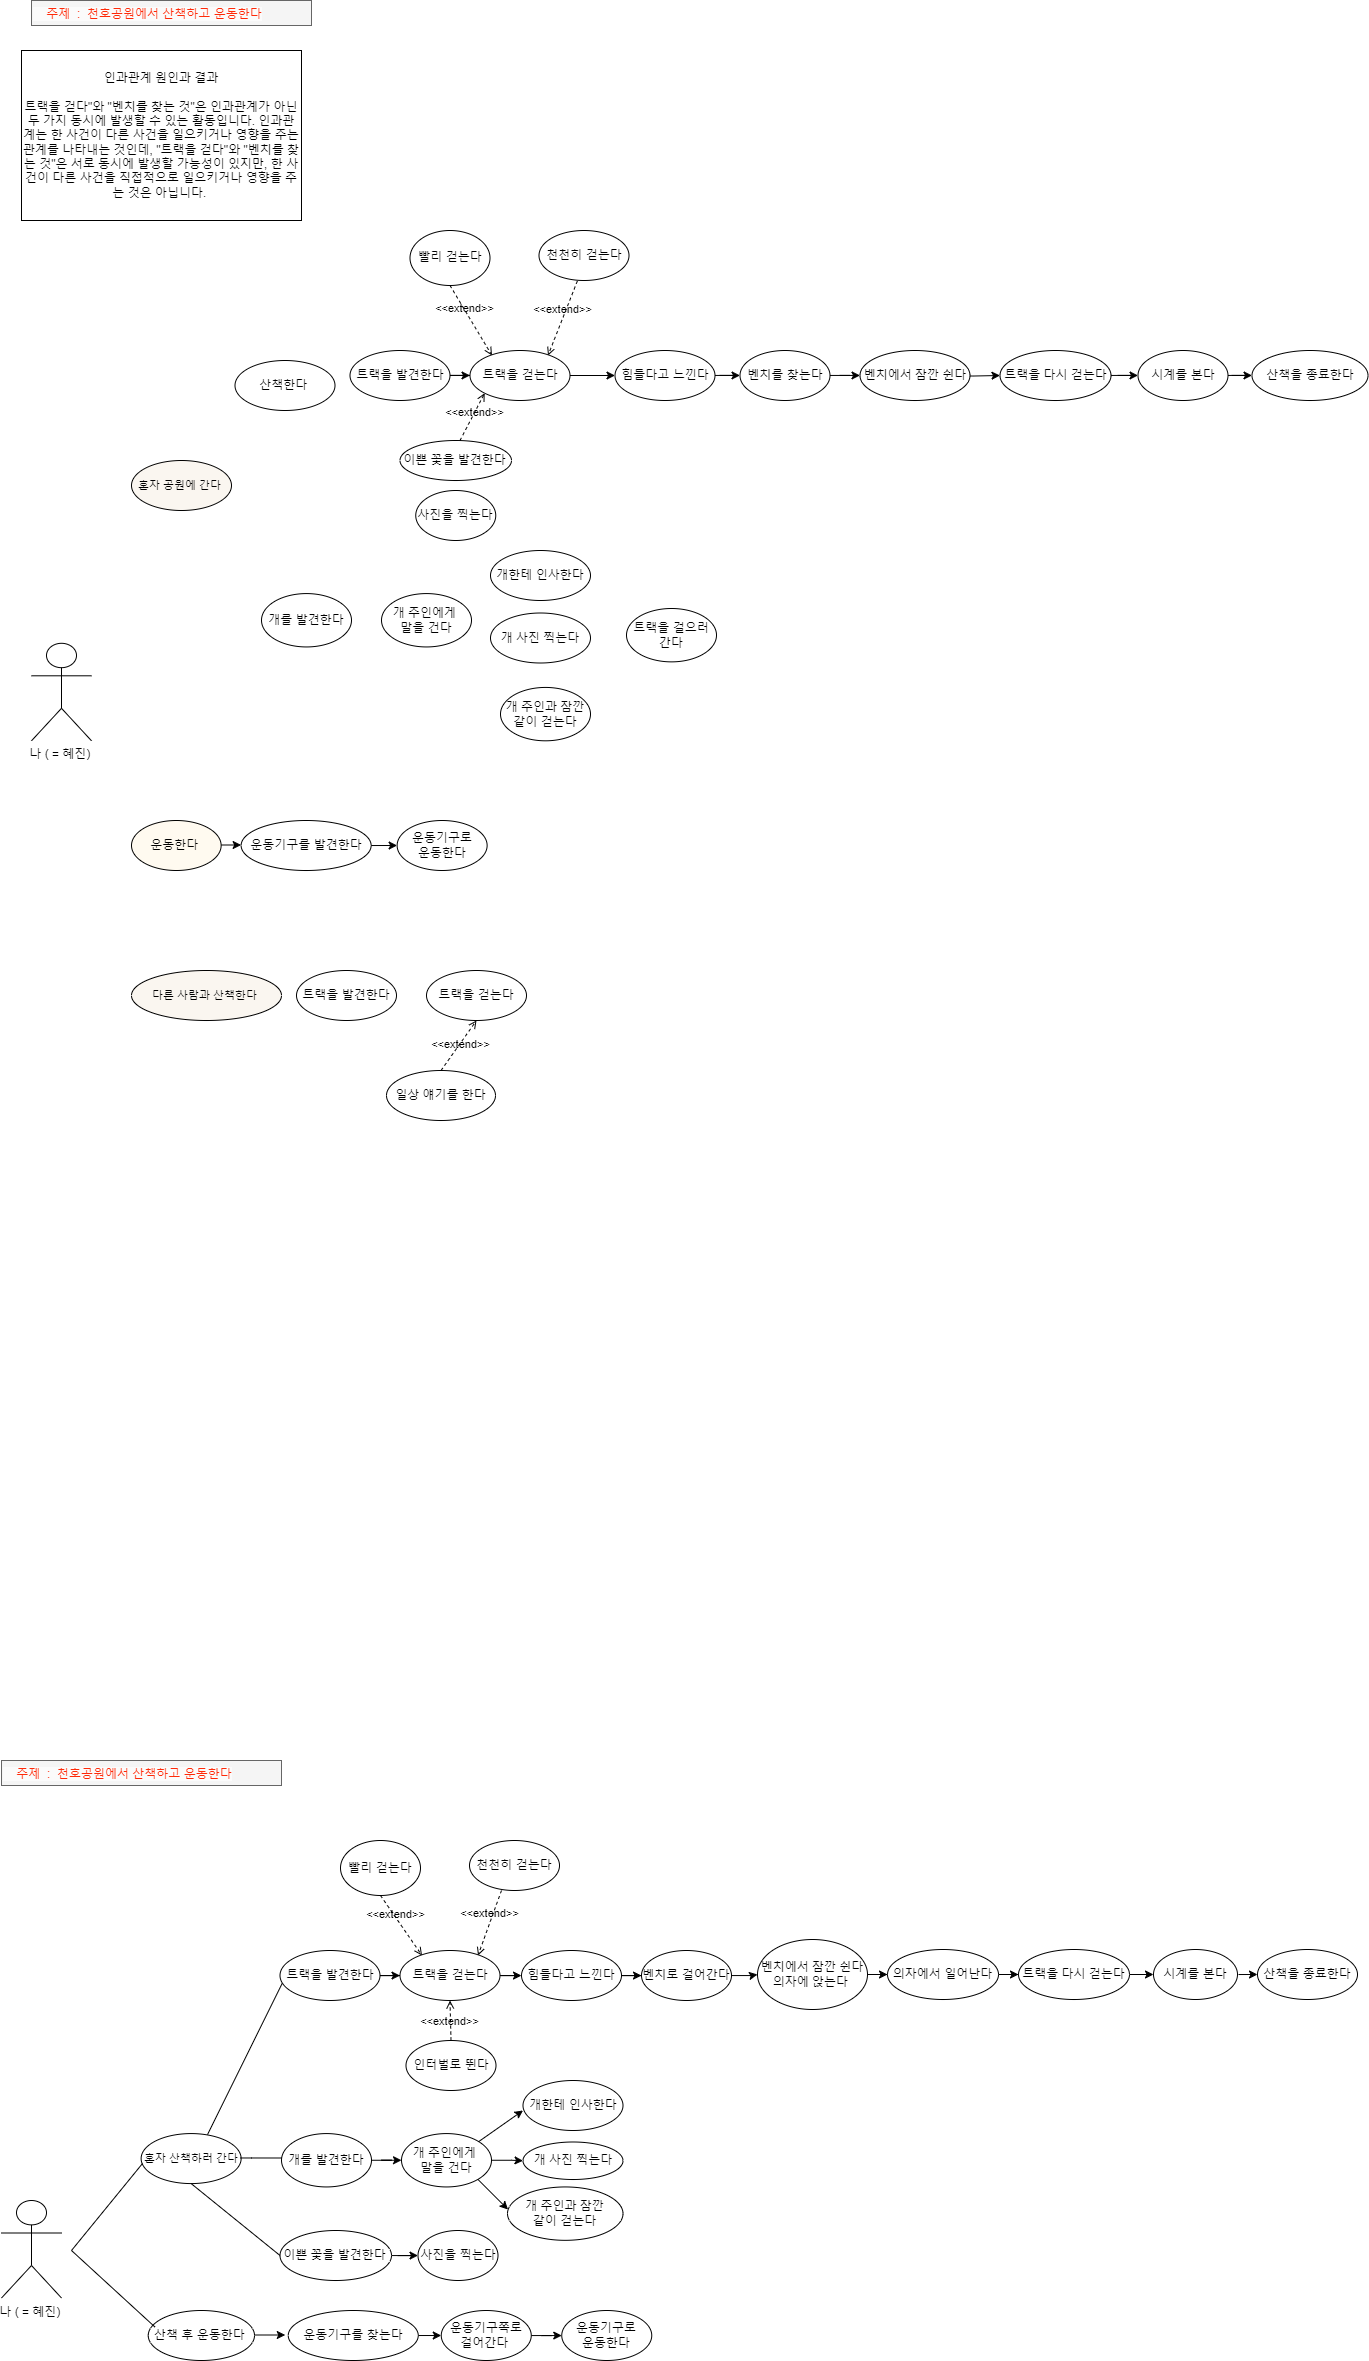 주제 : 천호공원에서 산책하고 운동한다
인과관계 원인과 결과
트랙을 걷다"와 "벤치를 찾는 것"은 인과관계가 아닌
두 가지 동시에 발생할 수 있는 활동입니다. 인과관
계는 한 사건이 다른 사건을 일으키거나 영향을 주는
관계를 나타내는 것인데, "트랙을 걷다"와 "벤치를 찾
는 것"은 서로 동시에 발생할 가능성이 있지만, 한 사
건이 다른 사건을 직접적으로 일으키거나 영향을 주
는 것은 아닙니다.
빨리 걷는다
천천히 걷는다
<<extend>>
<<extend>>
산책한다
트랙을 발견한다
트랙을 걷는다
힘들다고 느낀다
벤치를 찾는다
벤치에서 잠깐 쉰다
트랙을 다시 걷는다
시계를 본다
산책을 종료한다
<<extend>>
이쁜 꽃을 발견한다
혼자 공원에 간다
사진을 찍는다
개한테 인사한다
개를 발견한다
개 주인에게
말을 건다
개 사진 찍는다
트랙을 걸으러
간다
개 주인과 잠깐
같이 걷는다
나 ( = 혜진)
운동한다
운동기구를 발견한다
운동기구로
운동한다
다른 사람과 산책한다
트랙을 발견한다
트랙을 걷는다
<<extend>>
일상 얘기를 한다
주제 : 천호공원에서 산책하고 운동한다
빨리 걷는다
천천히 걷는다
<<extend>>
<<extend>>
트랙을 발견한다
트랙을 걷는다
힘들다고 느낀다
벤치로 걸어간다
벤치에서 잠깐 쉰다
의자에 앉는다
의자에서 일어난다
트랙을 다시 걷는다
시계를 본다
산책을 종료한다
<<extend>>
인터벌로 뛴다
개한테 인사한다
혼자 산책하러 간다
개를 발견한다
개 주인에게
말을 건다
개 사진 찍는다
개 주인과 잠깐
같이 걷는다
이쁜 꽃을 발견한다
사진을 찍는다
나 ( = 혜진)
산책 후 운동한다
운동기구를 찾는다
운동기구쪽로
걸어간다
운동기구로
운동한다